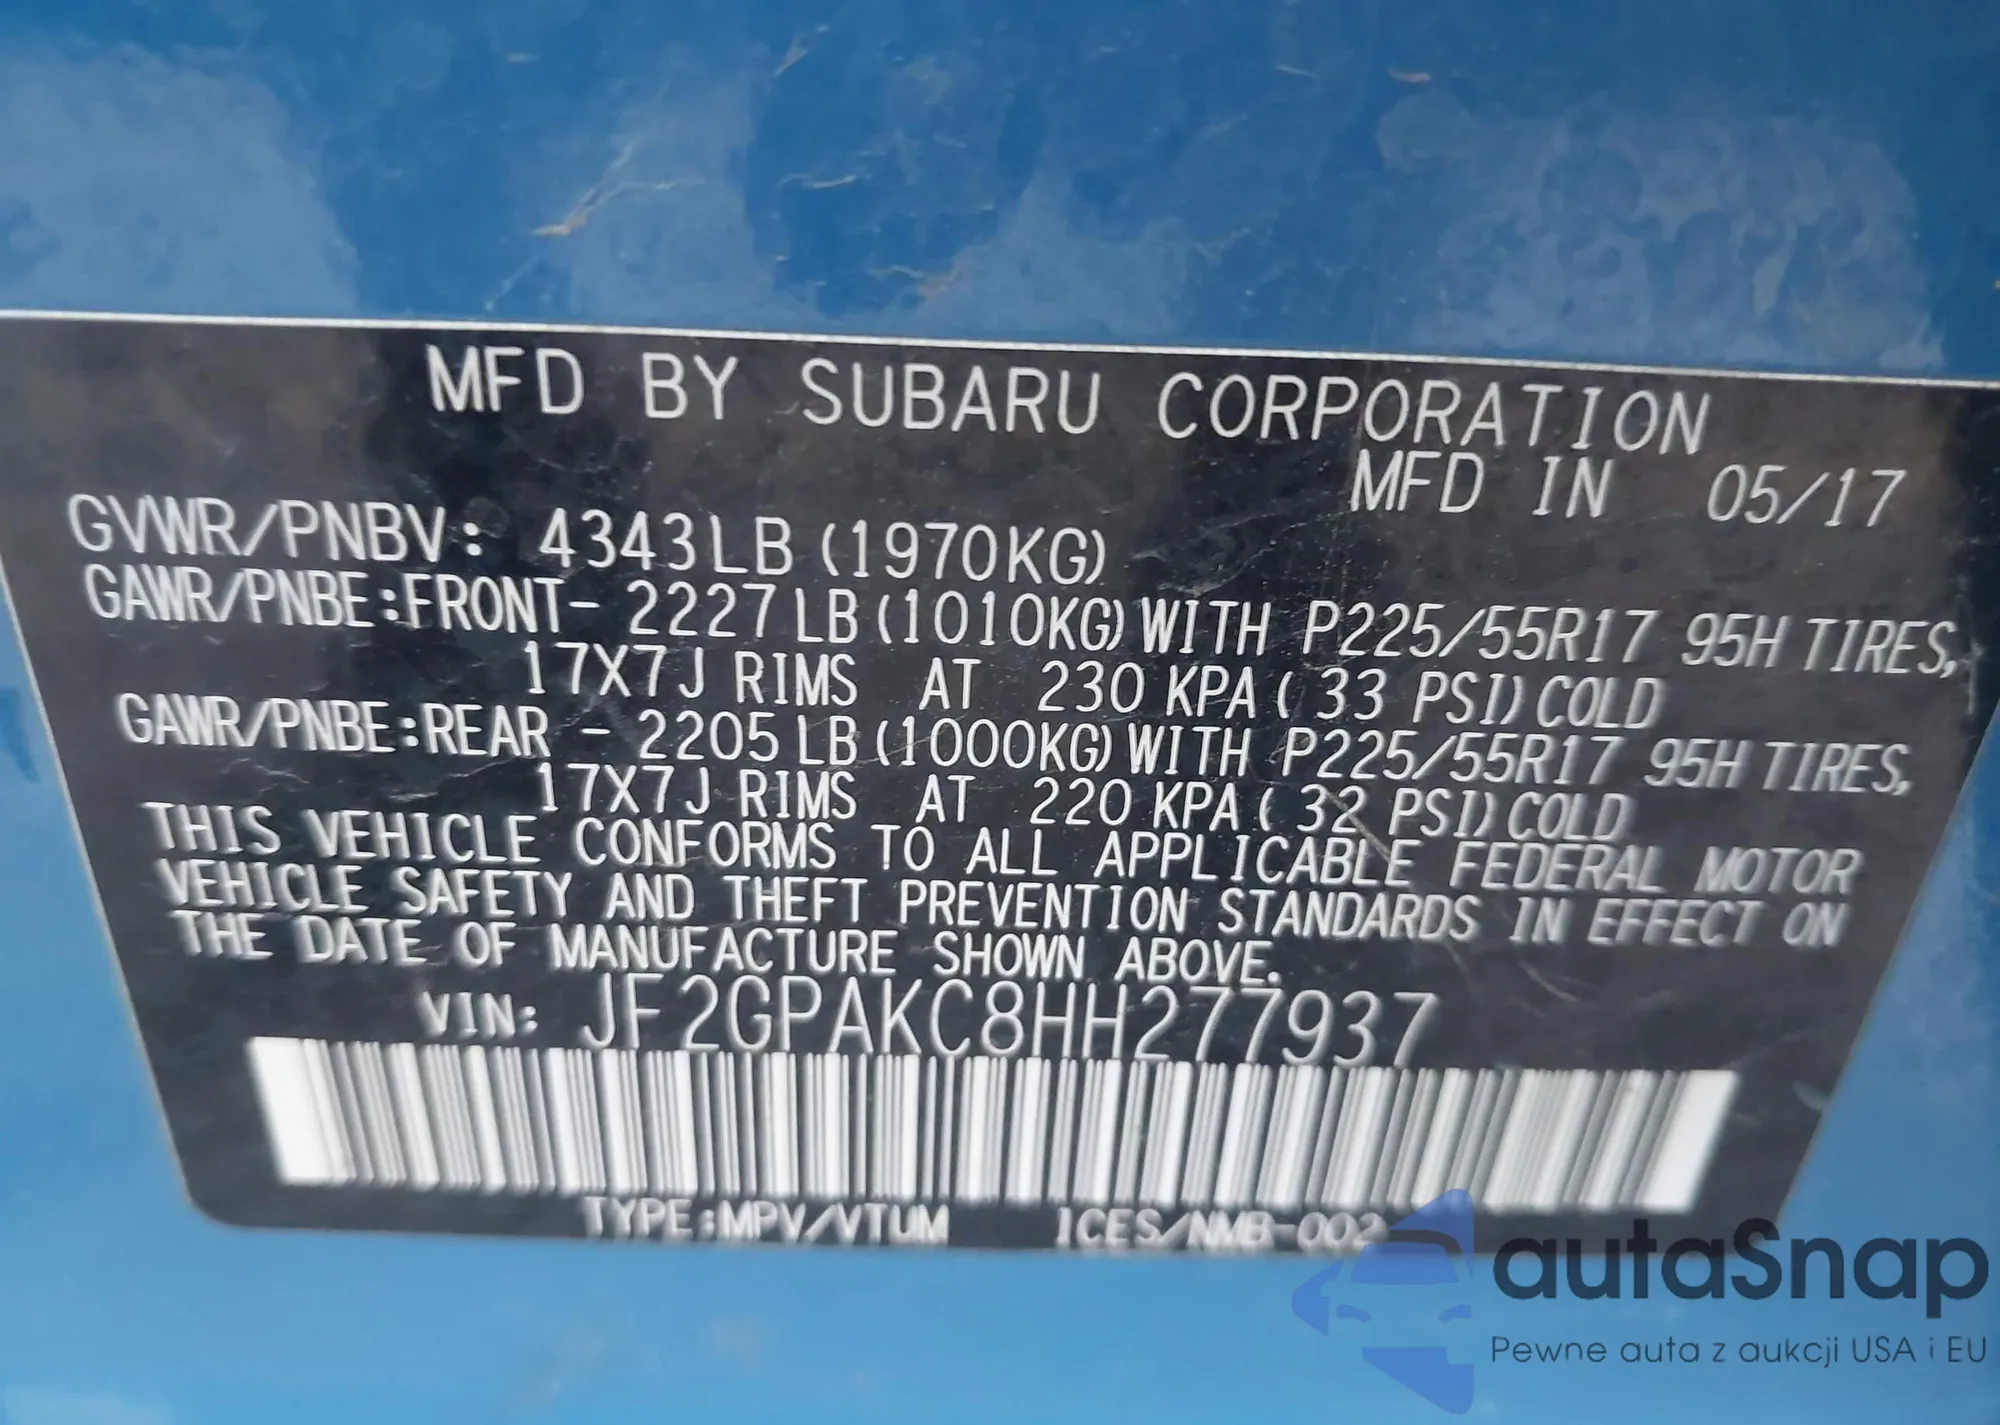 MFD BY SUBARU CORPORATION
MFD IN 05/17
GVWR/PNBV: 4343LB (1970KG)
GAWR/PNBE:FRONT- 2227LB(1010KG)WITH P225/55R17 95H TIRES,
17X7J RIMS AT 230 KPA ( 33 PSI)COLD
GAWR/PNBE:REAR - 2205LB(1000KG)WITH P225/55R17 95H TIRES,
17X7J RIMS AT 220 KPA ( 32 PSI)COLD
THIS VEHICLE CONFORMS TO ALL APPLICABLE FEDERAL MOTOR
VEHICLE SAFETY AND THEFT PREVENTION STANDARDS IN EFFECT ON
THE DATE OF MANUFACTURE SHOWN ABOVE.
VIN: JF2GPAKC8HH277937
TYPE:MPV/VTUM ICES/NMB-002
autaSnap
Pewne auta z aukcji USA i EU